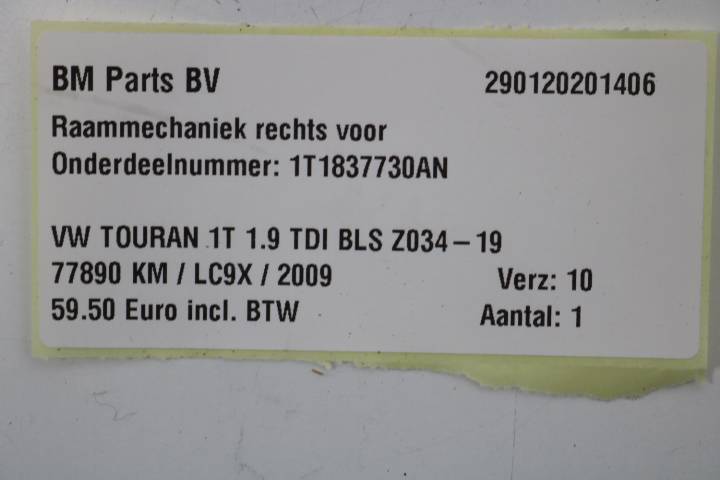 BM Parts BV 290120201406
Raammechaniek rechts voor
Onderdeelnummer: 1T1837730AN
VW TOURAN 1T 1.9 TDI BLS Z034-19
77890 KM / LC9X / 2009 Verz: 10
59.50 Euro incl. BTW Aantal: 1